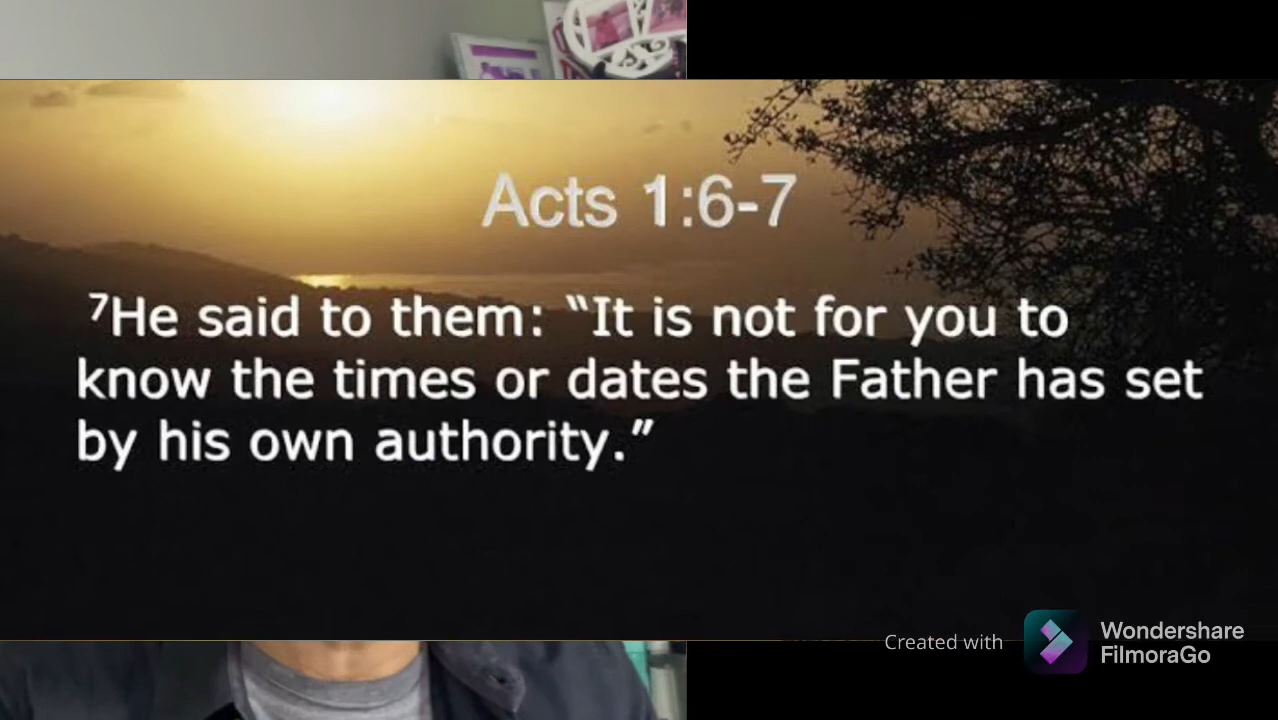 Acts 1:6-7
⁷He said to them: “It is not for you to
know the times or dates the Father has set
by his own authority.”
Created with
Wondershare
FilmoraGo